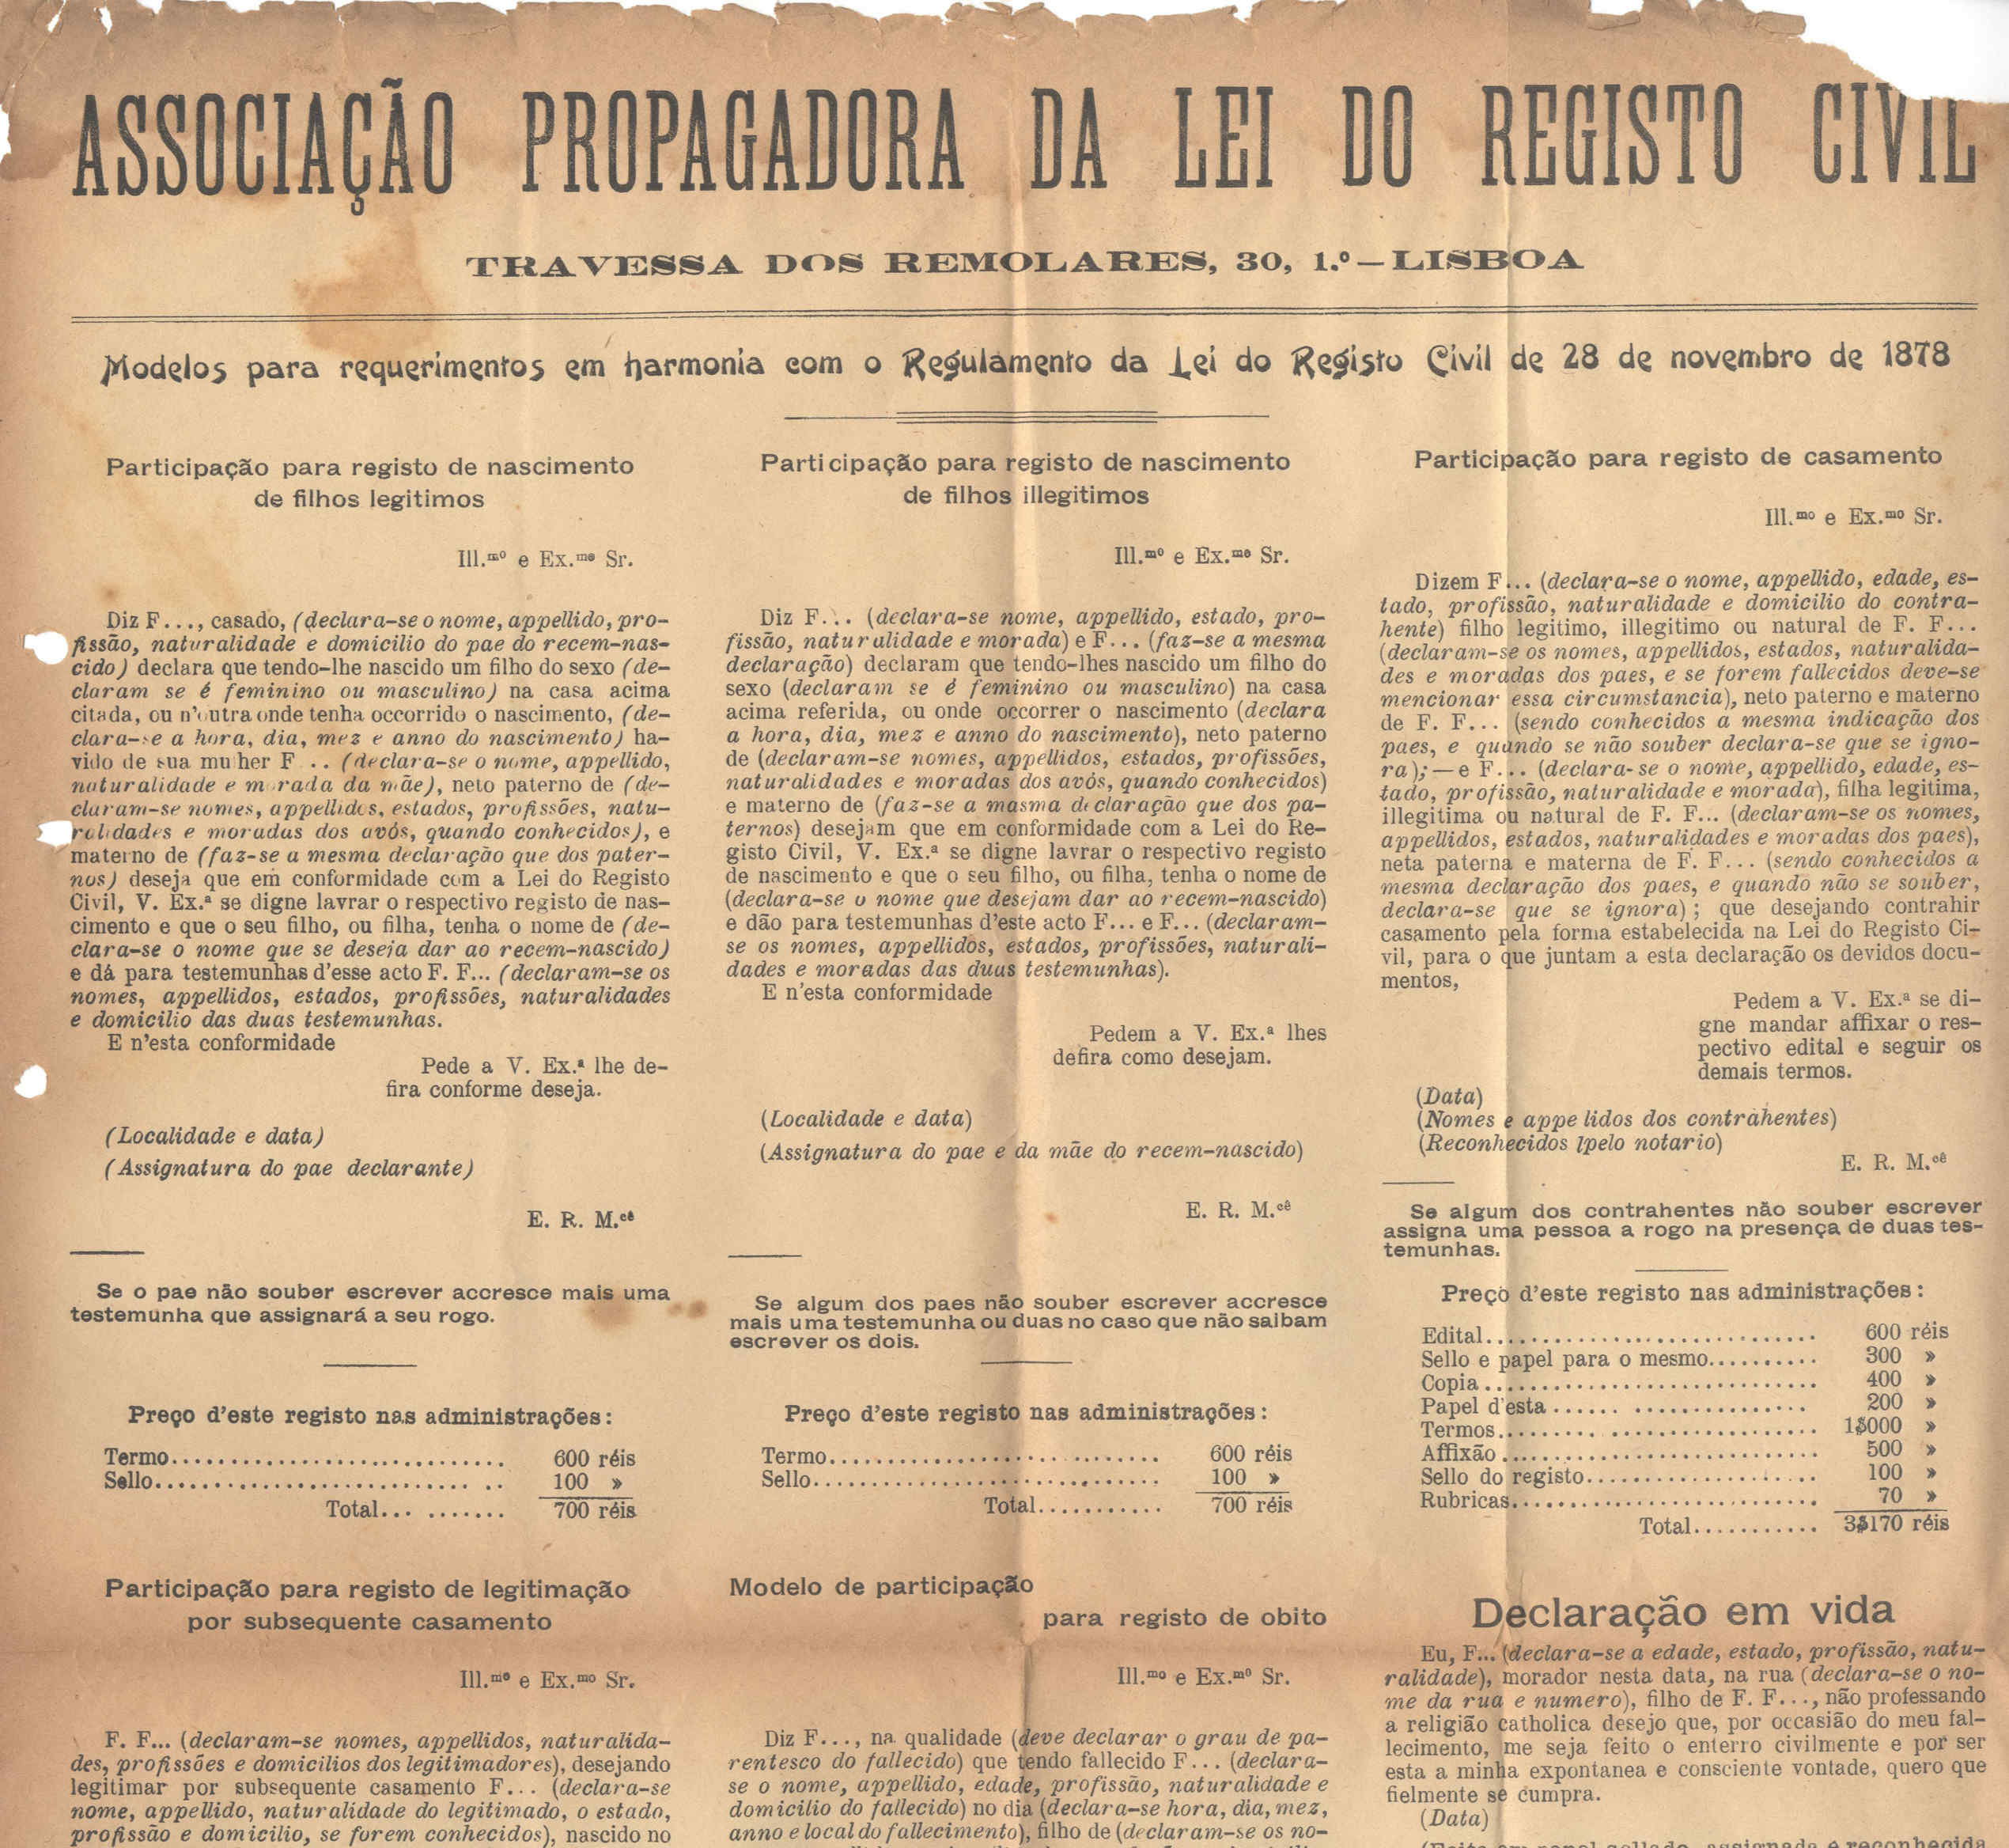 ASSOCIAÇÃO PROPAGADORA DA LEI DO REGISTO CIVIL
TRAVESSA DOS REMOLARES, 30, 1.º — LISBOA
Modelos para requerimentos em harmonia com o Regulamento da Lei do Registo Civil de 28 de novembro de 1878
Participação para registo de nascimento
de filhos legitimos
Ill.mo e Ex.mo Sr.
Diz F..., casado, (declara-se o nome, appellido, pro-
fissão, naturalidade e domicilio do pae do recem-nas-
cido) declara que tendo-lhe nascido um filho do sexo (de-
claram se é feminino ou masculino) na casa acima
citada, ou n'outra onde tenha occorrido o nascimento, (de-
clara-se a hora, dia, mez e anno do nascimento) ha-
vido de sua mulher F .. (declara-se o nome, appellido,
naturalidade e morada da mãe), neto paterno de (de-
claram-se nomes, appellidos, estados, profissões, natu-
ralidades e moradas dos avós, quando conhecidos), e
materno de (faz-se a mesma declaração que dos pater-
nos) deseja que em conformidade com a Lei do Registo
Civil, V. Ex.ª se digne lavrar o respectivo registo de nas-
cimento e que o seu filho, ou filha, tenha o nome de (de-
clara-se o nome que se deseja dar ao recem-nascido)
e dá para testemunhas d'esse acto F. F... (declaram-se os
nomes, appellidos, estados, profissões, naturalidades
e domicilio das duas testemunhas.
E n'esta conformidade
Pede a V. Ex.ª lhe de-
fira conforme deseja.
(Localidade e data)
(Assignatura do pae declarante)
E. R. M.cê
Se o pae não souber escrever accresce mais uma
testemunha que assignará a seu rogo.
Preço d'este registo nas administrações:
Termo.............................. 600 réis
Sello.......................... .. 100 »
Total... ....... 700 réis
Participação para registo de legitimação
por subsequente casamento
Ill.mo e Ex.mo Sr.
F. F... (declaram-se nomes, appellidos, naturalida-
des, profissões e domicilios dos legitimadores), desejando
legitimar por subsequente casamento F... (declara-se
nome, appellido, naturalidade do legitimado, o estado,
profissão e domicilio, se forem conhecidos), nascido no
Participação para registo de nascimento
de filhos illegitimos
Ill.mo e Ex.mo Sr.
Diz F... (declara-se nome, appellido, estado, pro-
fissão, naturalidade e morada) e F... (faz-se a mesma
declaração) declaram que tendo-lhes nascido um filho do
sexo (declaram se é feminino ou masculino) na casa
acima referida, ou onde occorrer o nascimento (declara
a hora, dia, mez e anno do nascimento), neto paterno
de (declaram-se nomes, appellidos, estados, profissões,
naturalidades e moradas dos avós, quando conhecidos)
e materno de (faz-se a masma declaração que dos pa-
ternos) desejam que em conformidade com a Lei do Re-
gisto Civil, V. Ex.ª se digne lavrar o respectivo registo
de nascimento e que o seu filho, ou filha, tenha o nome de
(declara-se o nome que desejam dar ao recem-nascido)
e dão para testemunhas d'este acto F... e F... (declaram-
se os nomes, appellidos, estados, profissões, naturali-
dades e moradas das duas testemunhas).
E n'esta conformidade
Pedem a V. Ex.ª lhes
defira como desejam.
(Localidade e data)
(Assignatura do pae e da mãe do recem-nascido)
E. R. M.cê
Se algum dos paes não souber escrever accresce
mais uma testemunha ou duas no caso que não saibam
escrever os dois.
Preço d'este registo nas administrações:
Termo.............................. 600 réis
Sello............................... 100 »
Total........... 700 réis
Modelo de participação
para registo de obito
Ill.mo e Ex.mo Sr.
Diz F..., na qualidade (deve declarar o grau de pa-
rentesco do fallecido) que tendo fallecido F... (declara-
se o nome, appellido, edade, profissão, naturalidade e
domicilio do fallecido) no dia (declara-se hora, dia, mez,
anno e local do fallecimento), filho de (declaram-se os no-
Participação para registo de casamento
Ill.mo e Ex.mo Sr.
Dizem F... (declara-se o nome, appellido, edade, es-
tado, profissão, naturalidade e domicilio do contra-
hente) filho legitimo, illegitimo ou natural de F. F...
(declaram-se os nomes, appellidos, estados, naturalida-
des e moradas dos paes, e se forem fallecidos deve-se
mencionar essa circumstancia), neto paterno e materno
de F. F... (sendo conhecidos a mesma indicação dos
paes, e quando se não souber declara-se que se igno-
ra);—e F... (declara-se o nome, appellido, edade, es-
tado, profissão, naturalidade e morada), filha legitima,
illegitima ou natural de F. F... (declaram-se os nomes,
appellidos, estados, naturalidades e moradas dos paes),
neta paterna e materna de F. F... (sendo conhecidos a
mesma declaração dos paes, e quando não se souber,
declara-se que se ignora); que desejando contrahir
casamento pela forma estabelecida na Lei do Registo Ci-
vil, para o que juntam a esta declaração os devidos docu-
mentos,
Pedem a V. Ex.ª se di-
gne mandar affixar o res-
pectivo edital e seguir os
demais termos.
(Data)
(Nomes e appe lidos dos contrahentes)
(Reconhecidos lpelo notario)
E. R. M.cê
Se algum dos contrahentes não souber escrever
assigna uma pessoa a rogo na presença de duas tes-
temunhas.
Preço d'este registo nas administrações:
Edital............................. 600 réis
Sello e papel para o mesmo.......... 300 »
Copia.............................. 400 »
Papel d'esta...... ............... 200 »
Termos......... .................. 1$000 »
Affixão............................ 500 »
Sello do registo..................... 100 »
Rubricas........................... 70 »
Total........... 3$170 réis
Declaração em vida
Eu, F... (declara-se a edade, estado, profissão, natu-
ralidade), morador nesta data, na rua (declara-se o no-
me da rua e numero), filho de F. F..., não professando
a religião catholica desejo que, por occasião do meu fal-
lecimento, me seja feito o enterro civilmente e por ser
esta a minha expontanea e consciente vontade, quero que
fielmente se cumpra.
(Data)
(Feito em papel sellado, assignada e reconhecida